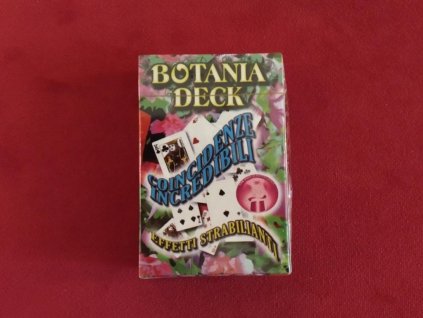 BOTANIA
DECK
COINCIDENZE
INCREDIBILI
EFFETTI STRABILIANTI